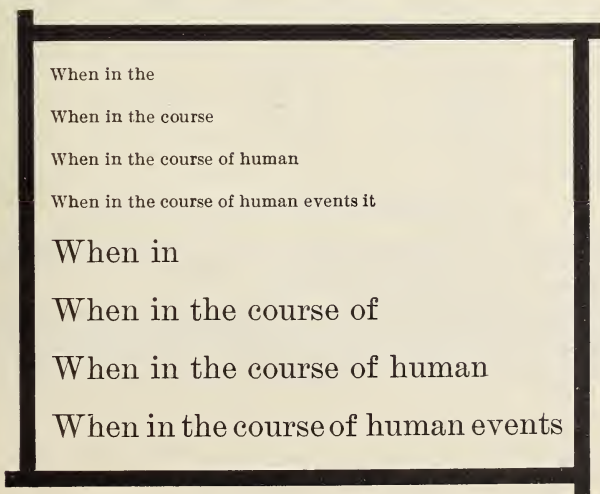 When in the
When in the course
When in the course of human
When in the course of human events it
When in
When in the course of
When in the course of human
When in the course of human events